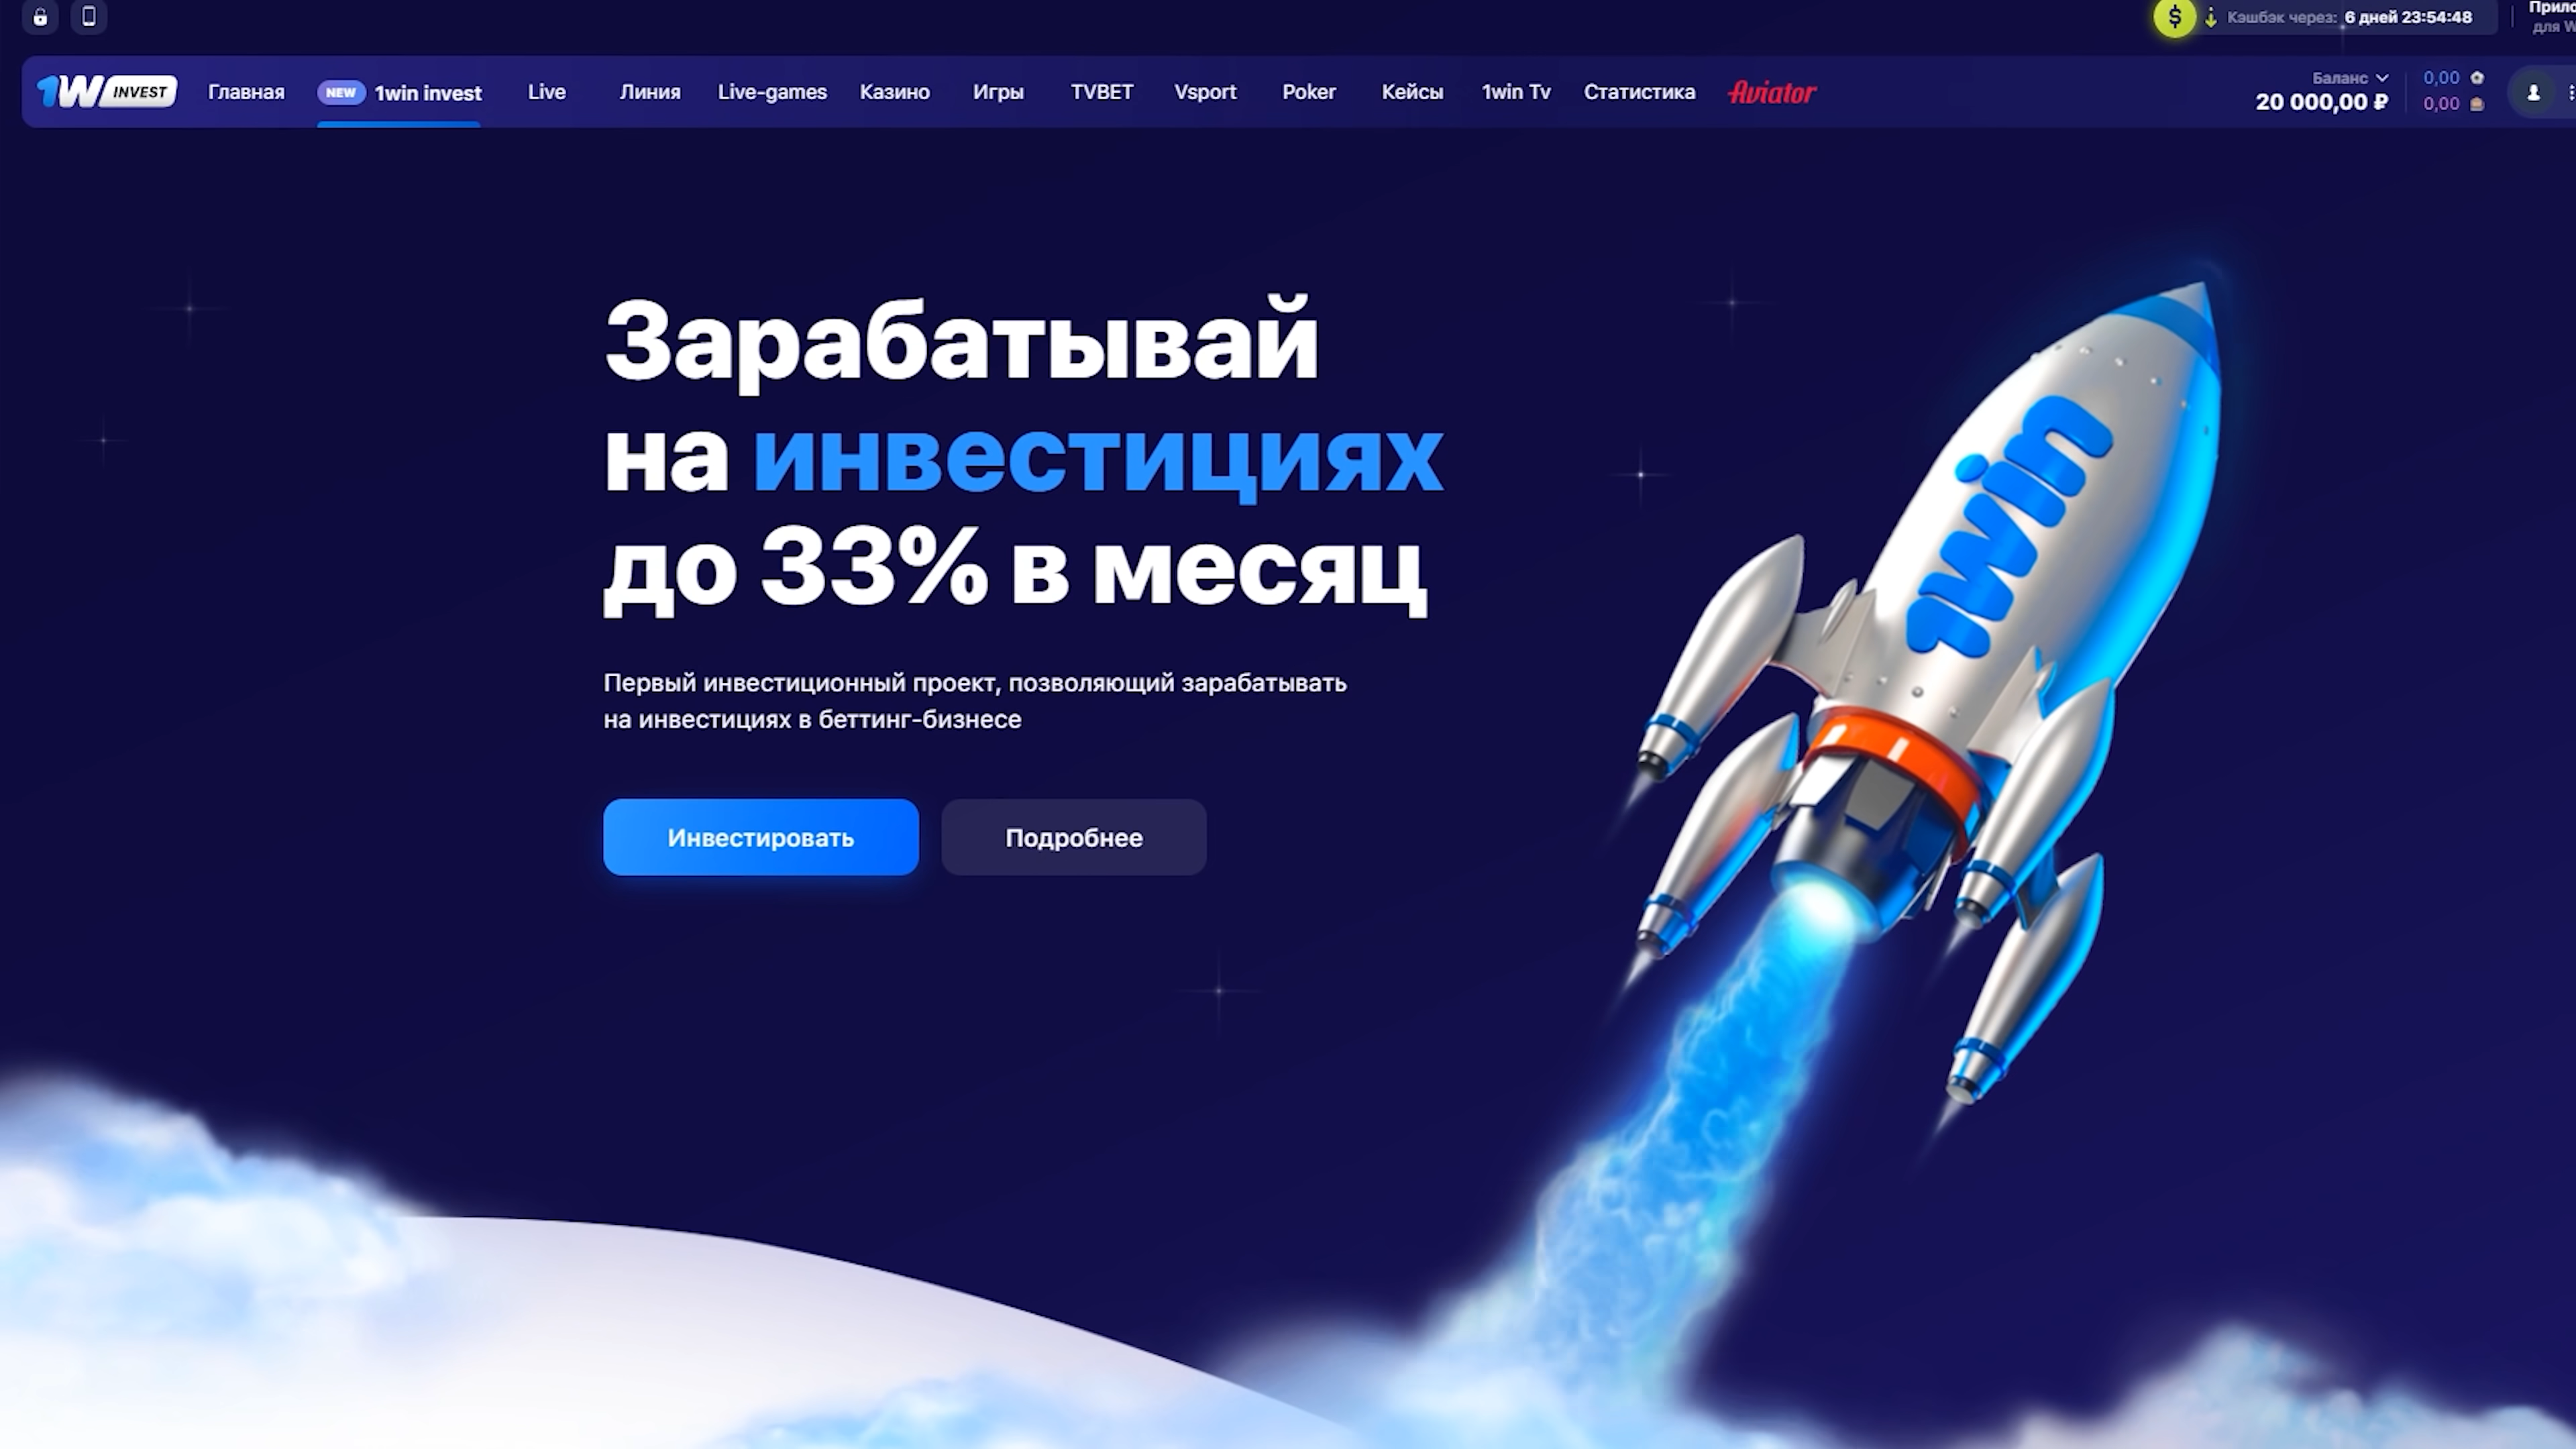 $ Кэшбэк через: 6 дней 23:54:48
для
1W INVEST Главная NEW 1win invest Live Линия Live-games Казино Игры TVBET Vsport Poker Кейсы 1win Tv Статистика Aviator
Баланс 0,00
20 000,00 ₽ 0,00
Зарабатывай
на инвестициях
до 33% в месяц
1win
Первый инвестиционный проект, позволяющий зарабатывать
на инвестициях в беттинг-бизнесе
Инвестировать Подробнее